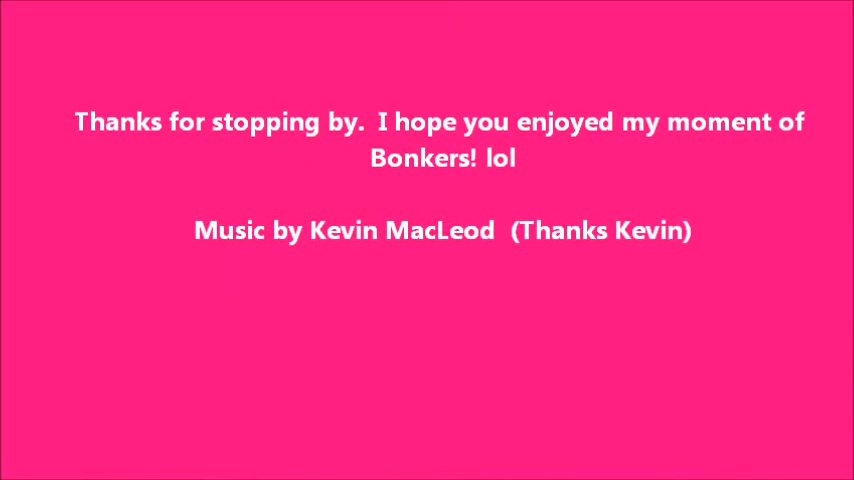 Thanks for stopping by.  I hope you enjoyed my moment of
Bonkers! lol
Music by Kevin MacLeod  (Thanks Kevin)